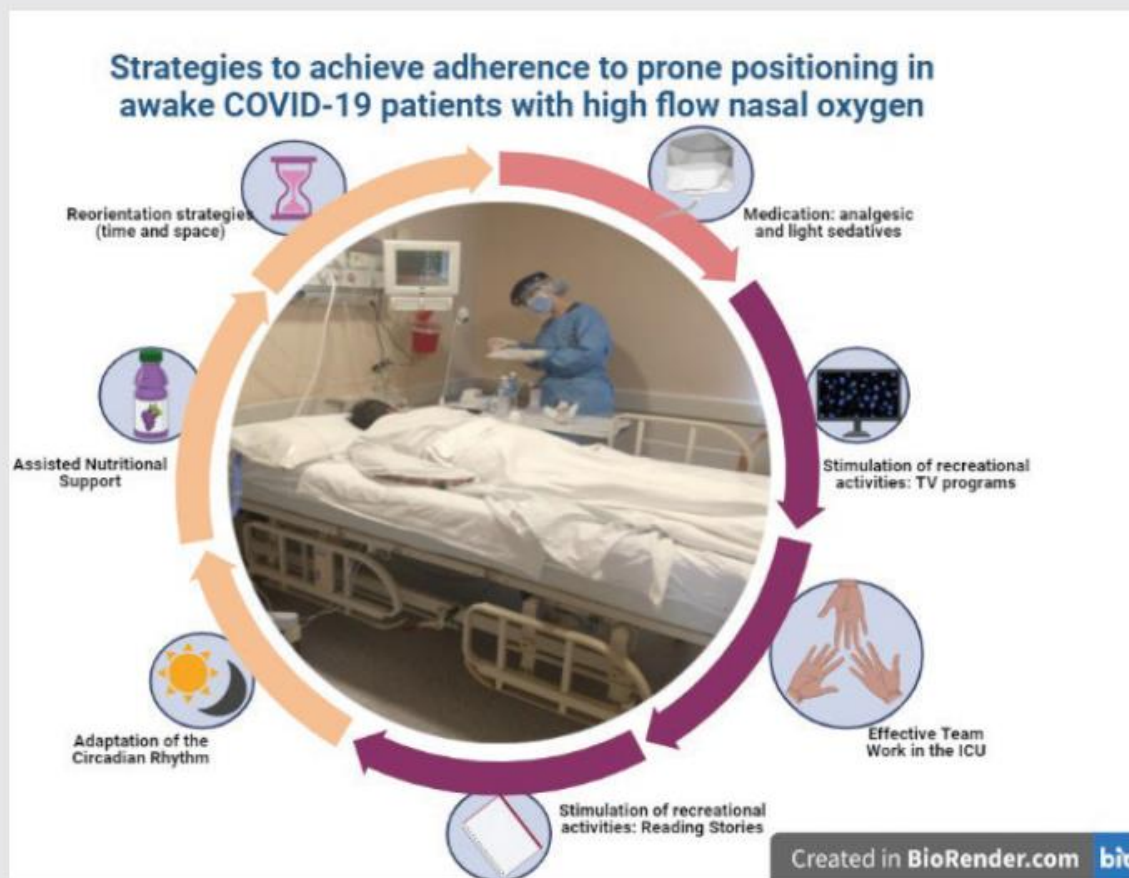 Strategies to achieve adherence to prone positioning in
awake COVID-19 patients with high flow nasal oxygen
Medication: analgesic
and light sedatives
Stimulation of recreational
activities: TV programs
Effective Team
Work in the ICU
Stimulation of recreational
activities: Reading Stories
Adaptation of the
Circadian Rhythm
Assisted Nutritional
Support
Reorientation strategies
(time and space)
Created in BioRender.com